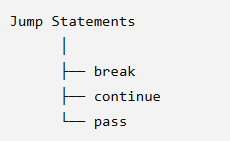 Jump Statements
│
├── break
├── continue
└── pass